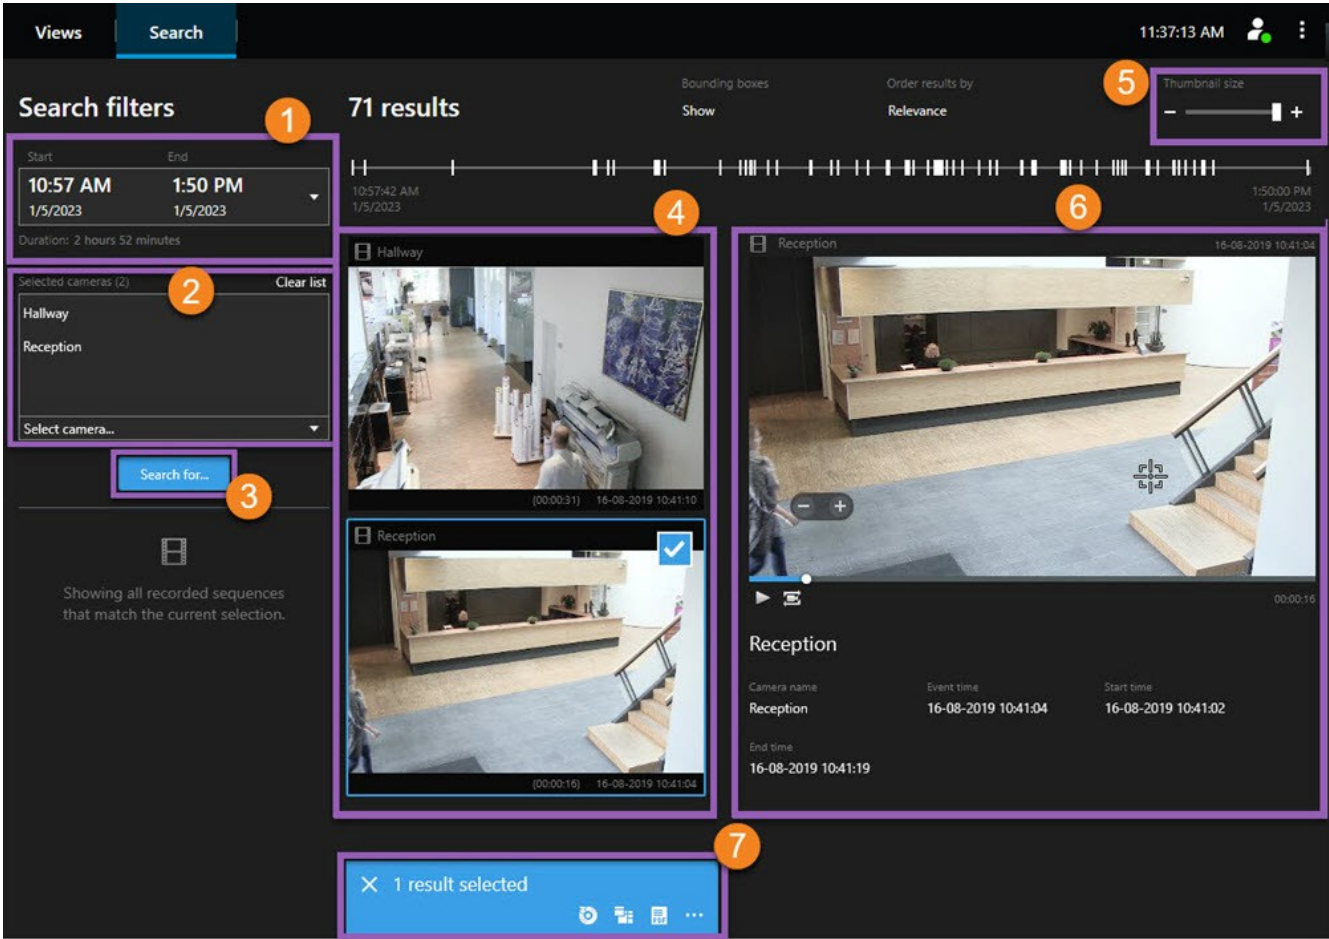 Views
Search
11:37:13 AM
Search filters
1
71 results
Bounding boxes
Show
Order results by
Relevance
5
Thumbnail size
− +
Start End
10:57 AM 1:50 PM
1/5/2023 1/5/2023
Duration: 2 hours 52 minutes
10:57:42 AM
1/5/2023
1:50:00 PM
1/5/2023
2
Selected cameras (2) Clear list
Hallway
Reception
Select camera...
Search for...
3
Showing all recorded sequences
that match the current selection.
4
Hallway
(00:00:31) 16-08-2019 10:41:10
Reception
(00:00:16) 16-08-2019 10:41:04
6
Reception 16-08-2019 10:41:04
− +
00:00:16
Reception
Camera name Event time Start time
Reception 16-08-2019 10:41:04 16-08-2019 10:41:02
End time
16-08-2019 10:41:19
7
1 result selected
PDF